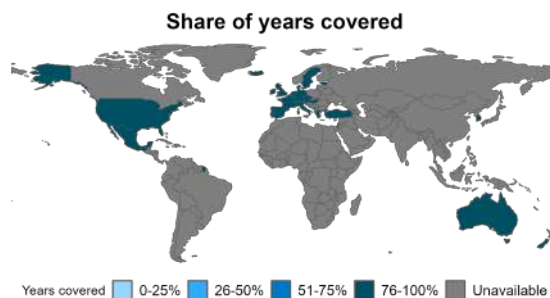 Share of years covered
Years covered 0-25% 26-50% 51-75% 76-100% Unavailable